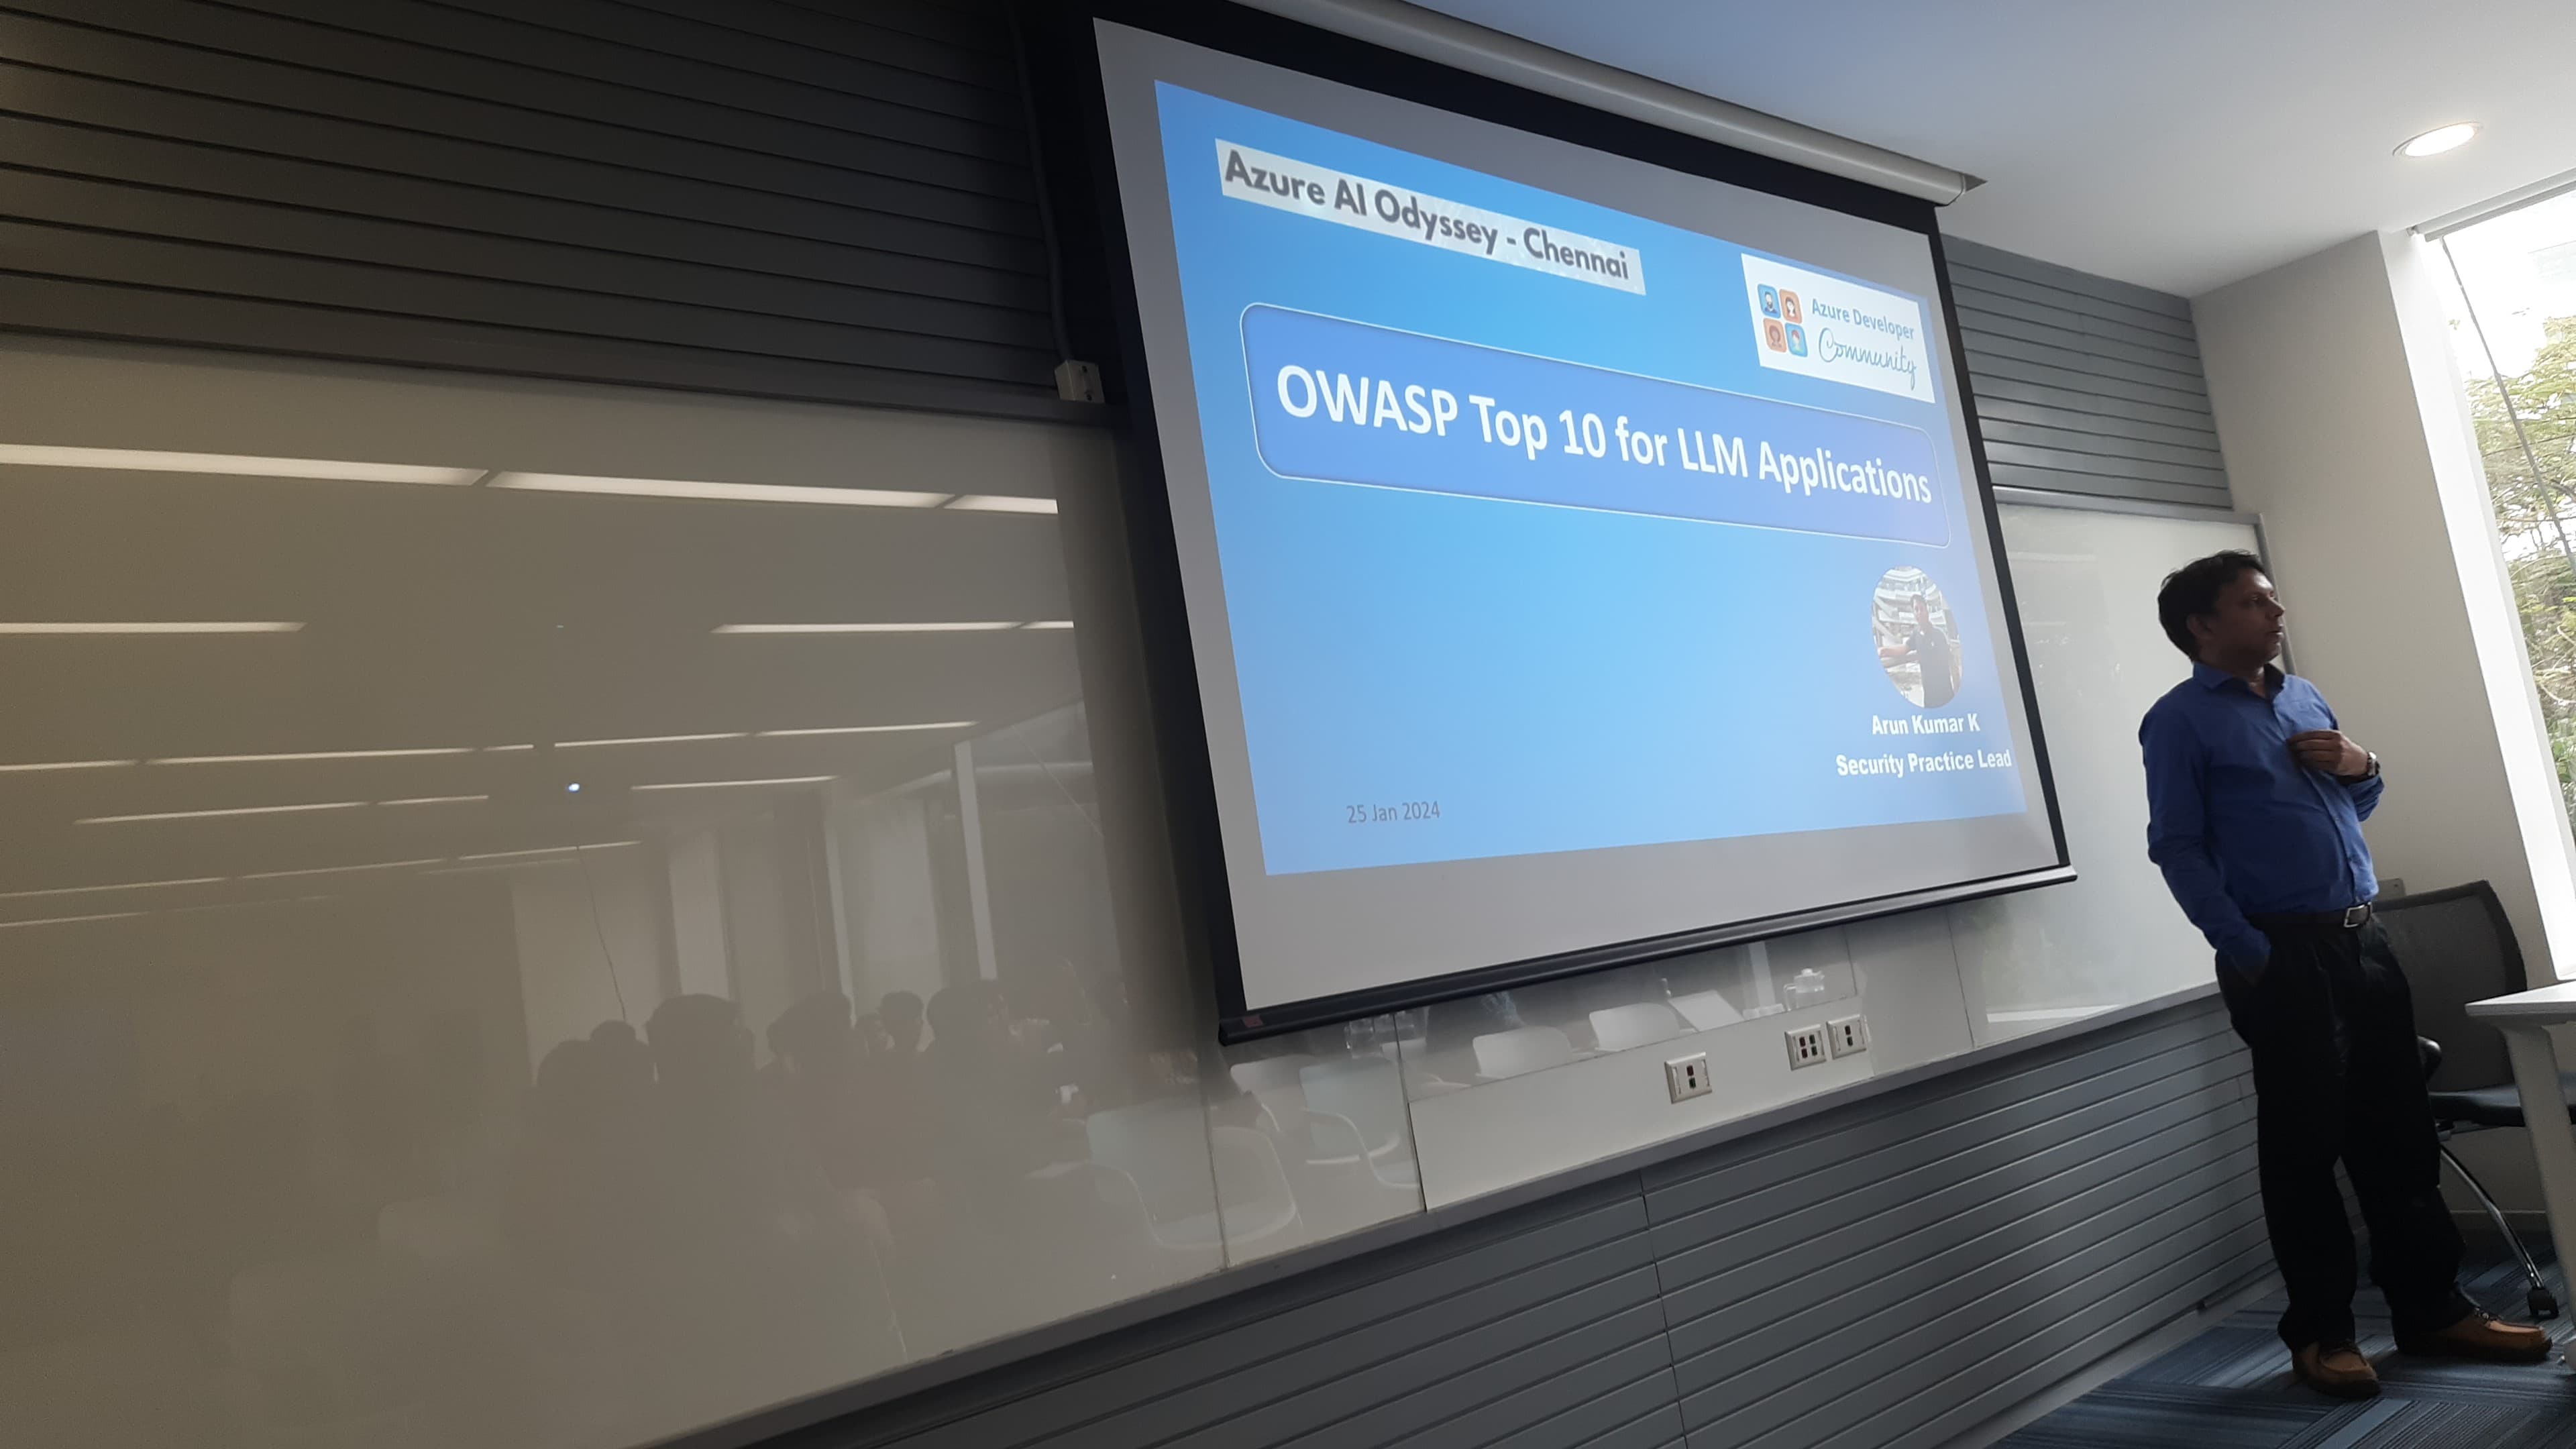 Azure AI Odyssey - Chennai
Azure Developer
Community
OWASP Top 10 for LLM Applications
Arun Kumar K
Security Practice Lead
25 Jan 2024